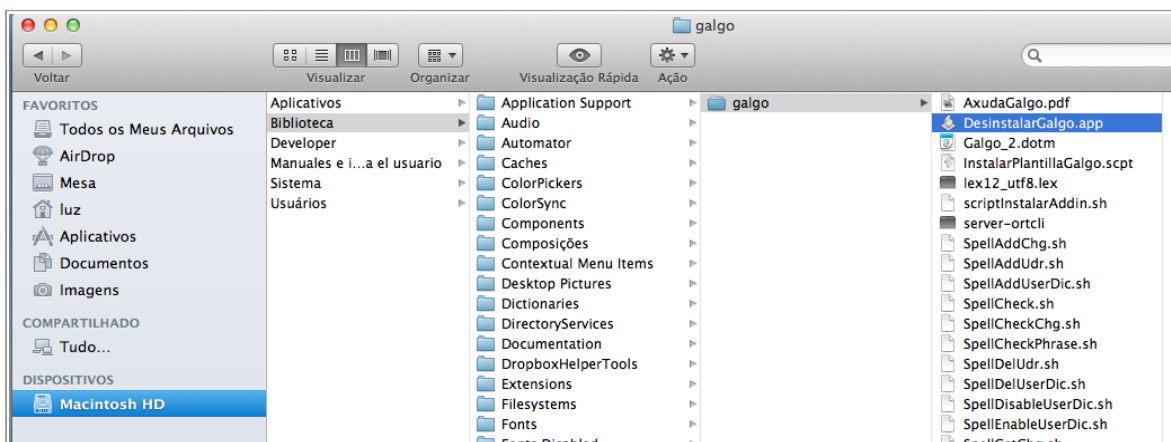 galgo
Voltar
Visualizar
Organizar
Visualização Rápida
Ação
FAVORITOS
Todos os Meus Arquivos
AirDrop
Mesa
luz
Aplicativos
Documentos
Imagens
COMPARTILHADO
Tudo...
DISPOSITIVOS
Macintosh HD
Aplicativos
Biblioteca
Developer
Manuales e i...a el usuario
Sistema
Usuários
Application Support
Audio
Automator
Caches
ColorPickers
ColorSync
Components
Composições
Contextual Menu Items
Desktop Pictures
Dictionaries
DirectoryServices
Documentation
DropboxHelperTools
Extensions
Filesystems
Fonts
Fonts Disabled
galgo
AxudaGalgo.pdf
DesinstalarGalgo.app
Galgo_2.dotm
InstalarPlantillaGalgo.scpt
lex12_utf8.lex
scriptInstalarAddin.sh
server-ortcli
SpellAddChg.sh
SpellAddUdr.sh
SpellAddUserDic.sh
SpellCheck.sh
SpellCheckChg.sh
SpellCheckPhrase.sh
SpellDelUdr.sh
SpellDelUserDic.sh
SpellDisableUserDic.sh
SpellEnableUserDic.sh
SpellGetChg.sh